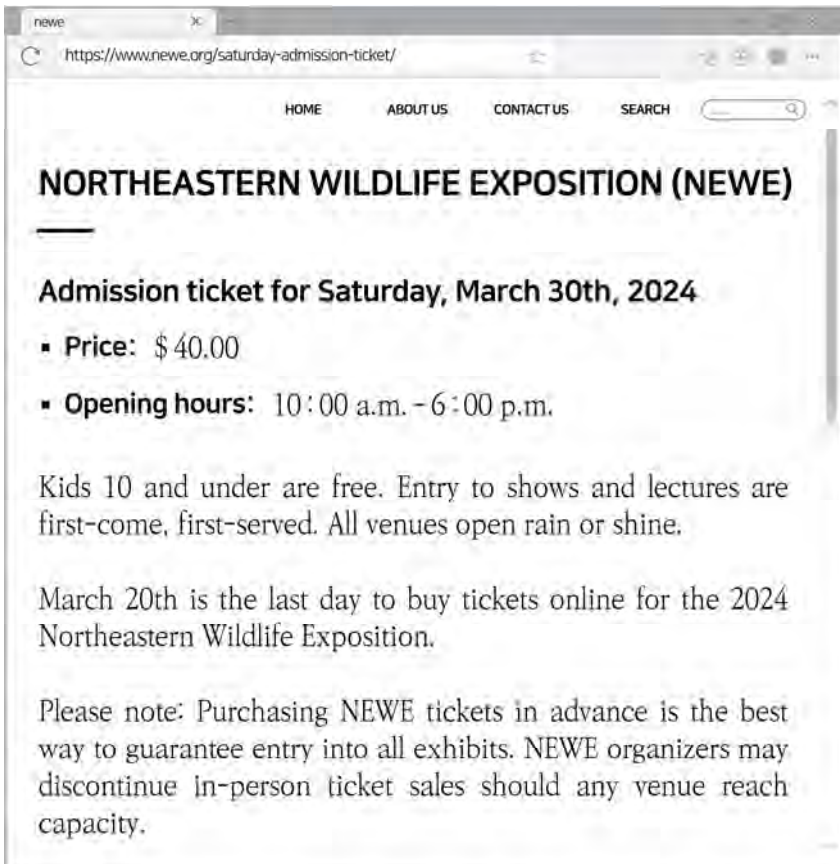 newe
https://www.newe.org/saturday-admission-ticket/
HOME ABOUT US CONTACT US SEARCH
NORTHEASTERN WILDLIFE EXPOSITION (NEWE)
Admission ticket for Saturday, March 30th, 2024
▪ Price: $ 40.00
▪ Opening hours: 10:00 a.m. - 6:00 p.m.
Kids 10 and under are free. Entry to shows and lectures are
first-come, first-served. All venues open rain or shine.
March 20th is the last day to buy tickets online for the 2024
Northeastern Wildlife Exposition.
Please note: Purchasing NEWE tickets in advance is the best
way to guarantee entry into all exhibits. NEWE organizers may
discontinue in-person ticket sales should any venue reach
capacity.